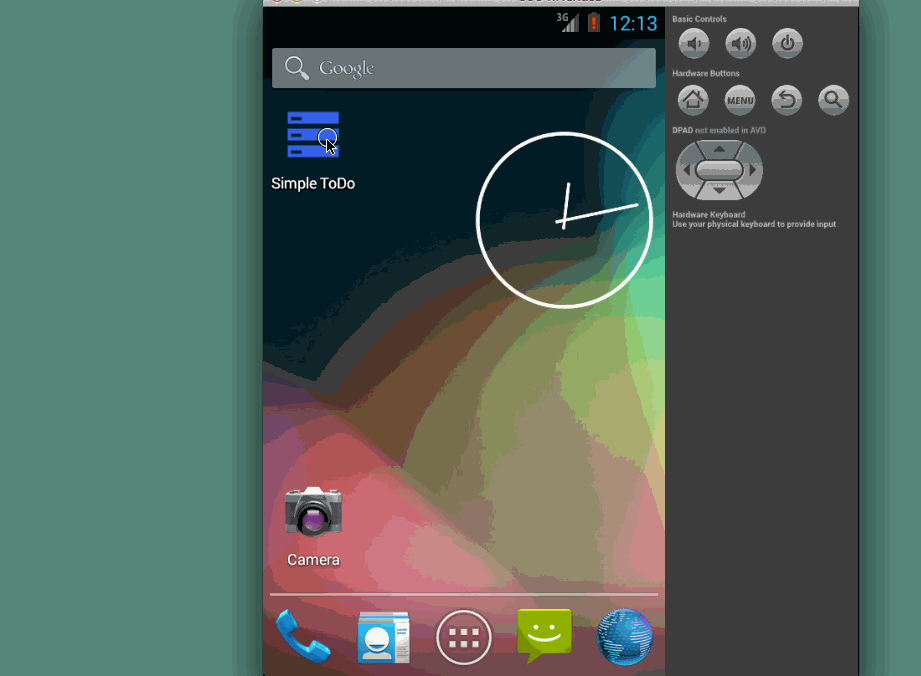 3G
12:13
Google
Simple ToDo
Camera
Basic Controls
Hardware Buttons
MENU
DPAD not enabled in AVD
Hardware Keyboard
Use your physical keyboard to provide input